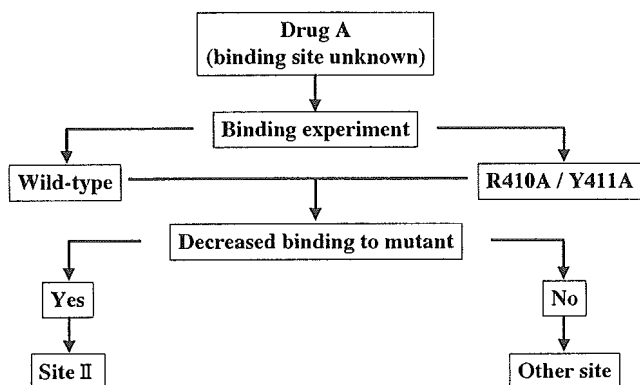 Drug A
(binding site unknown)
Binding experiment
Wild-type
R410A / Y411A
Decreased binding to mutant
Yes
No
Site Ⅱ
Other site